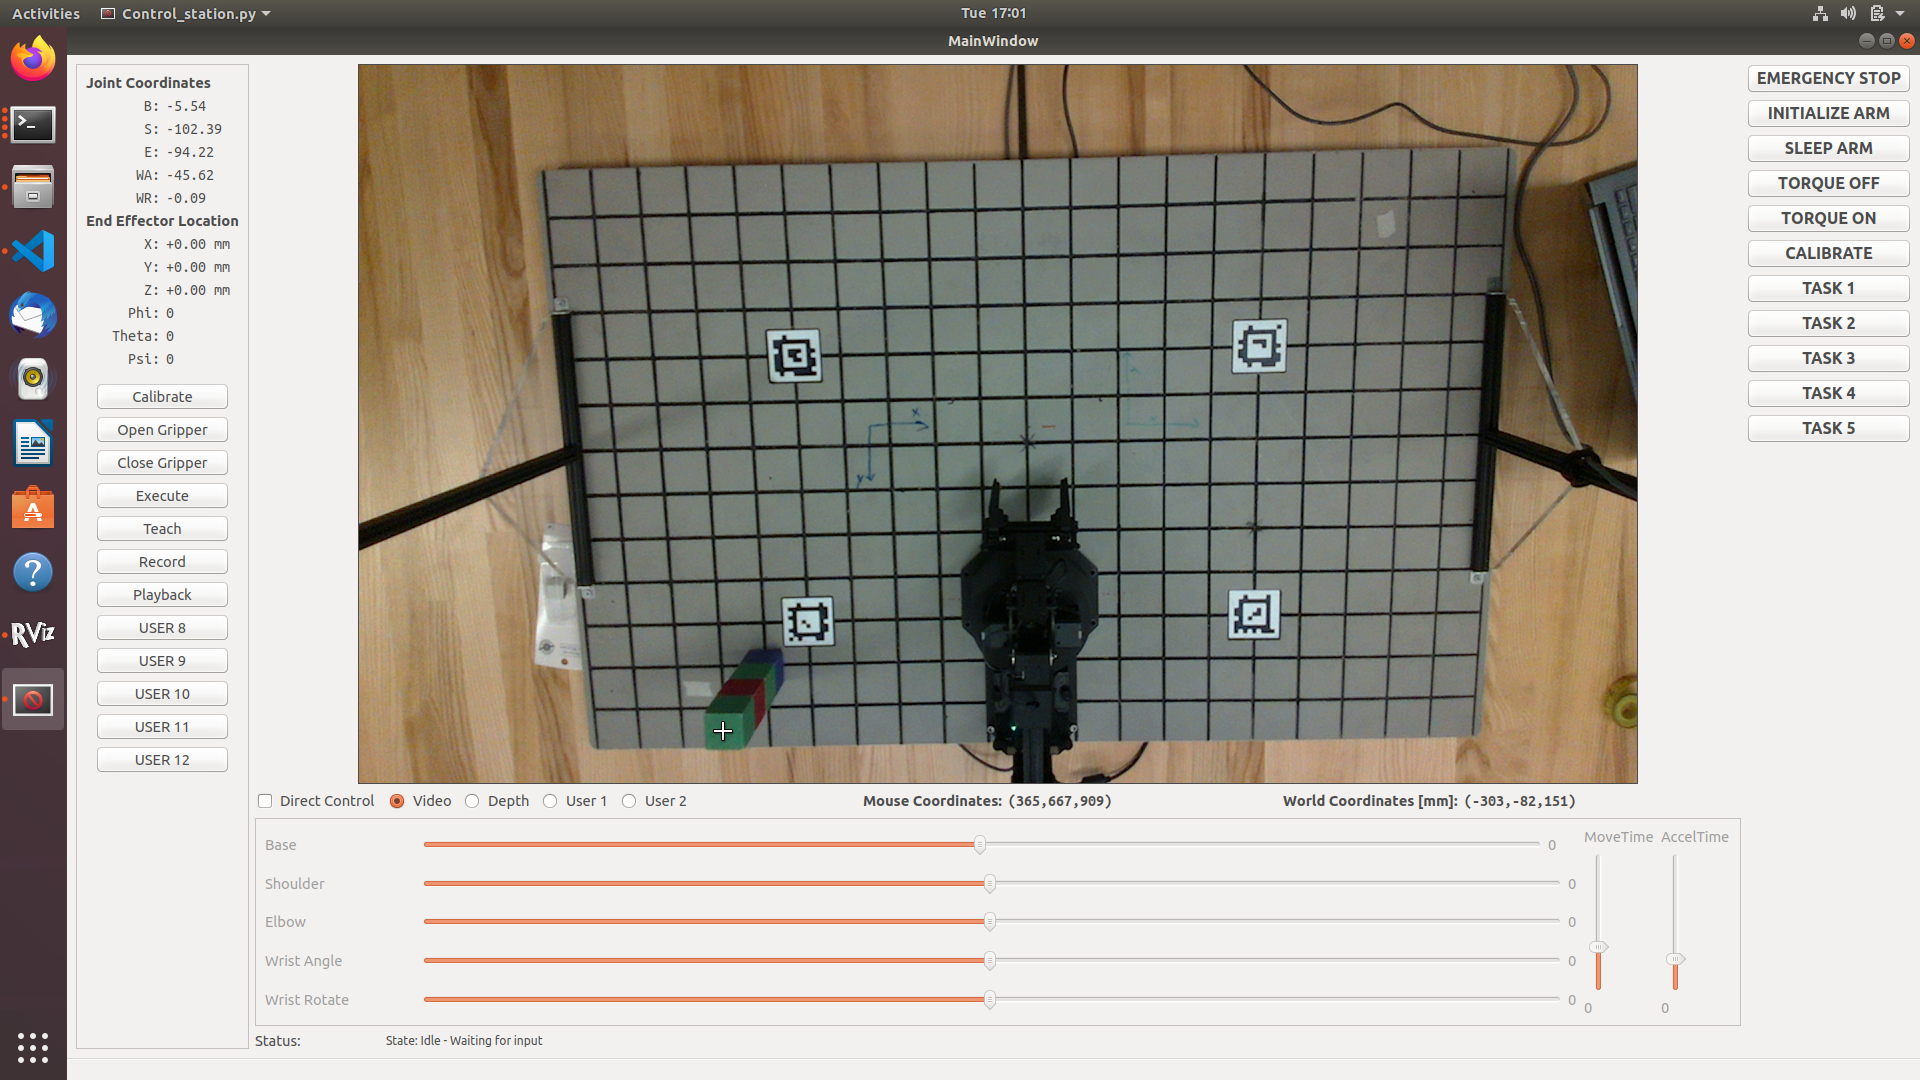 Activities
Control_station.py
Tue 17:01
MainWindow
Joint Coordinates
B: -5.54
S: -102.39
E: -94.22
WA: -45.62
WR: -0.09
End Effector Location
X: +0.00 mm
Y: +0.00 mm
Z: +0.00 mm
Phi: 0
Theta: 0
Psi: 0
Calibrate
Open Gripper
Close Gripper
Execute
Teach
Record
Playback
USER 8
USER 9
USER 10
USER 11
USER 12
RViz
x
y
EMERGENCY STOP
INITIALIZE ARM
SLEEP ARM
TORQUE OFF
TORQUE ON
CALIBRATE
TASK 1
TASK 2
TASK 3
TASK 4
TASK 5
Direct Control
Video
Depth
User 1
User 2
Mouse Coordinates: (365,667,909)
World Coordinates [mm]: (-303,-82,151)
Base 0
Shoulder 0
Elbow 0
Wrist Angle 0
Wrist Rotate 0
MoveTime AccelTime
0 0
Status: State: Idle - Waiting for input